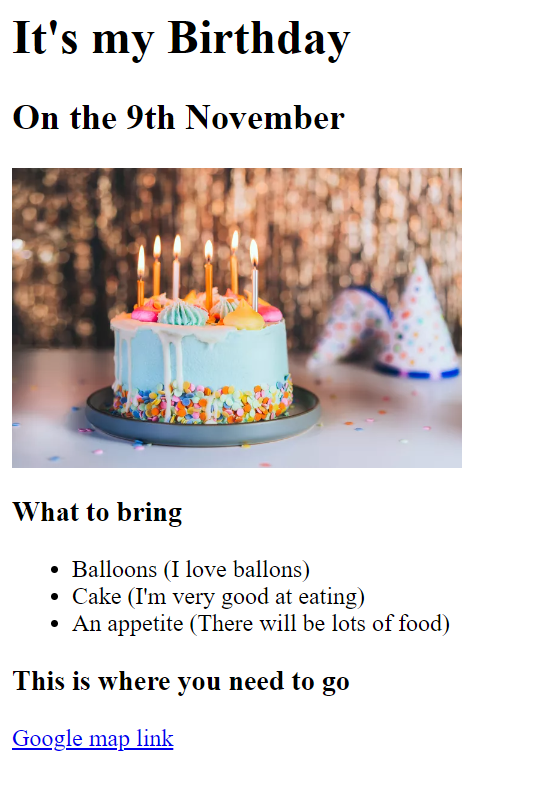 It's my Birthday
On the 9th November
What to bring
Balloons (I love ballons)
Cake (I'm very good at eating)
An appetite (There will be lots of food)
This is where you need to go
Google map link